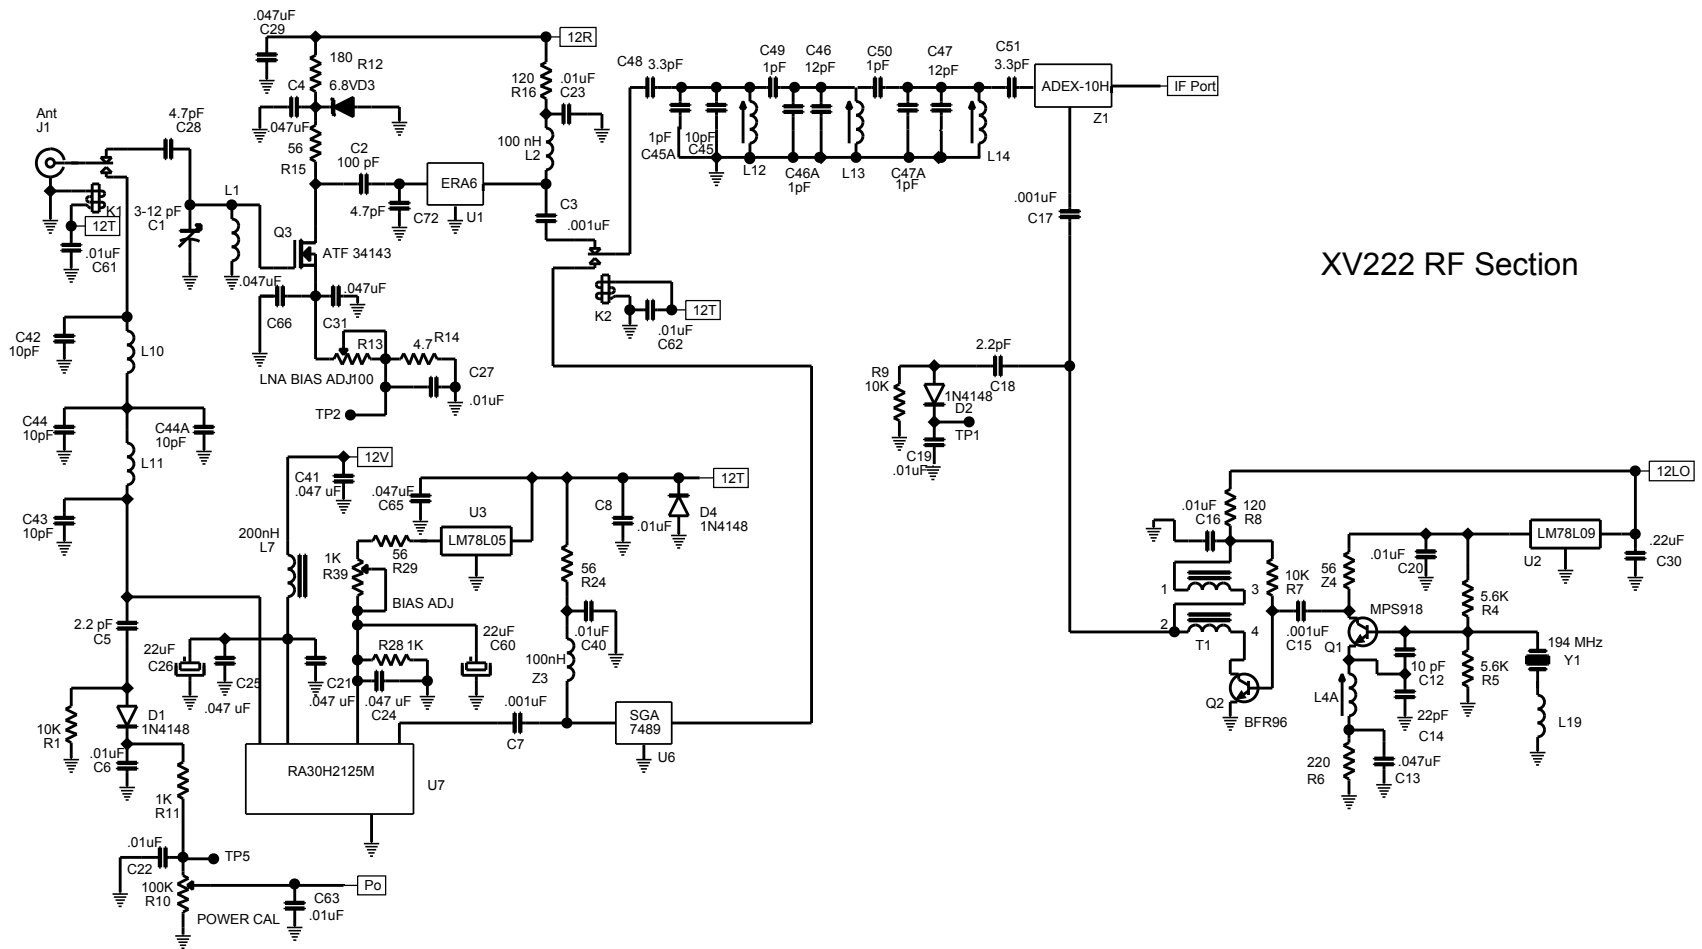 .047uF
C29
180
R12
12R
C4
6.8V
D3
.047uF
56
R15
120
R16
.01uF
C23
100 nH
L2
Ant
J1
4.7pF
C28
K1
12T
.01uF
C61
3-12 pF
C1
L1
Q3
ATF 34143
C2
100 pF
4.7pF
C72
ERA6
U1
C3
.001uF
.047uF
C66
.047uF
C31
R13
4.7
R14
LNA BIAS ADJ
100
C27
.01uF
TP2
K2
12T
.01uF
C62
C48
3.3pF
C49
1pF
C46
12pF
C50
1pF
C47
12pF
C51
3.3pF
1pF
C45A
10pF
C45
L12
C46A
1pF
L13
C47A
1pF
L14
ADEX-10H
Z1
IF Port
.001uF
C17
XV222 RF Section
C42
10pF
L10
C44
10pF
C44A
10pF
L11
C43
10pF
2.2pF
C18
R9
10K
1N4148
D2
TP1
C19
.01uF
12V
C41
.047 uF
200nH
L7
.047uF
C65
U3
LM78L05
C8
.01uF
D4
1N4148
12T
1K
R39
56
R29
BIAS ADJ
56
R24
.01uF
C40
100nH
Z3
R28
1K
22uF
C60
.047 uF
C24
22uF
C26
C25
.047 uF
C21
.047 uF
2.2 pF
C5
D1
1N4148
10K
R1
.01uF
C6
1K
R11
.001uF
C7
SGA
7489
U6
RA30H2125M
U7
.01uF
C22
TP5
100K
R10
POWER CAL
C63
.01uF
Po
12LO
.01uF
C16
120
R8
1
3
2
4
T1
10K
R7
.001uF
C15
Q2
BFR96
56
Z4
.01uF
C20
LM78L09
U2
.22uF
C30
MPS918
Q1
5.6K
R4
5.6K
R5
10 pF
C12
22pF
C14
194 MHz
Y1
L19
L4A
220
R6
.047uF
C13